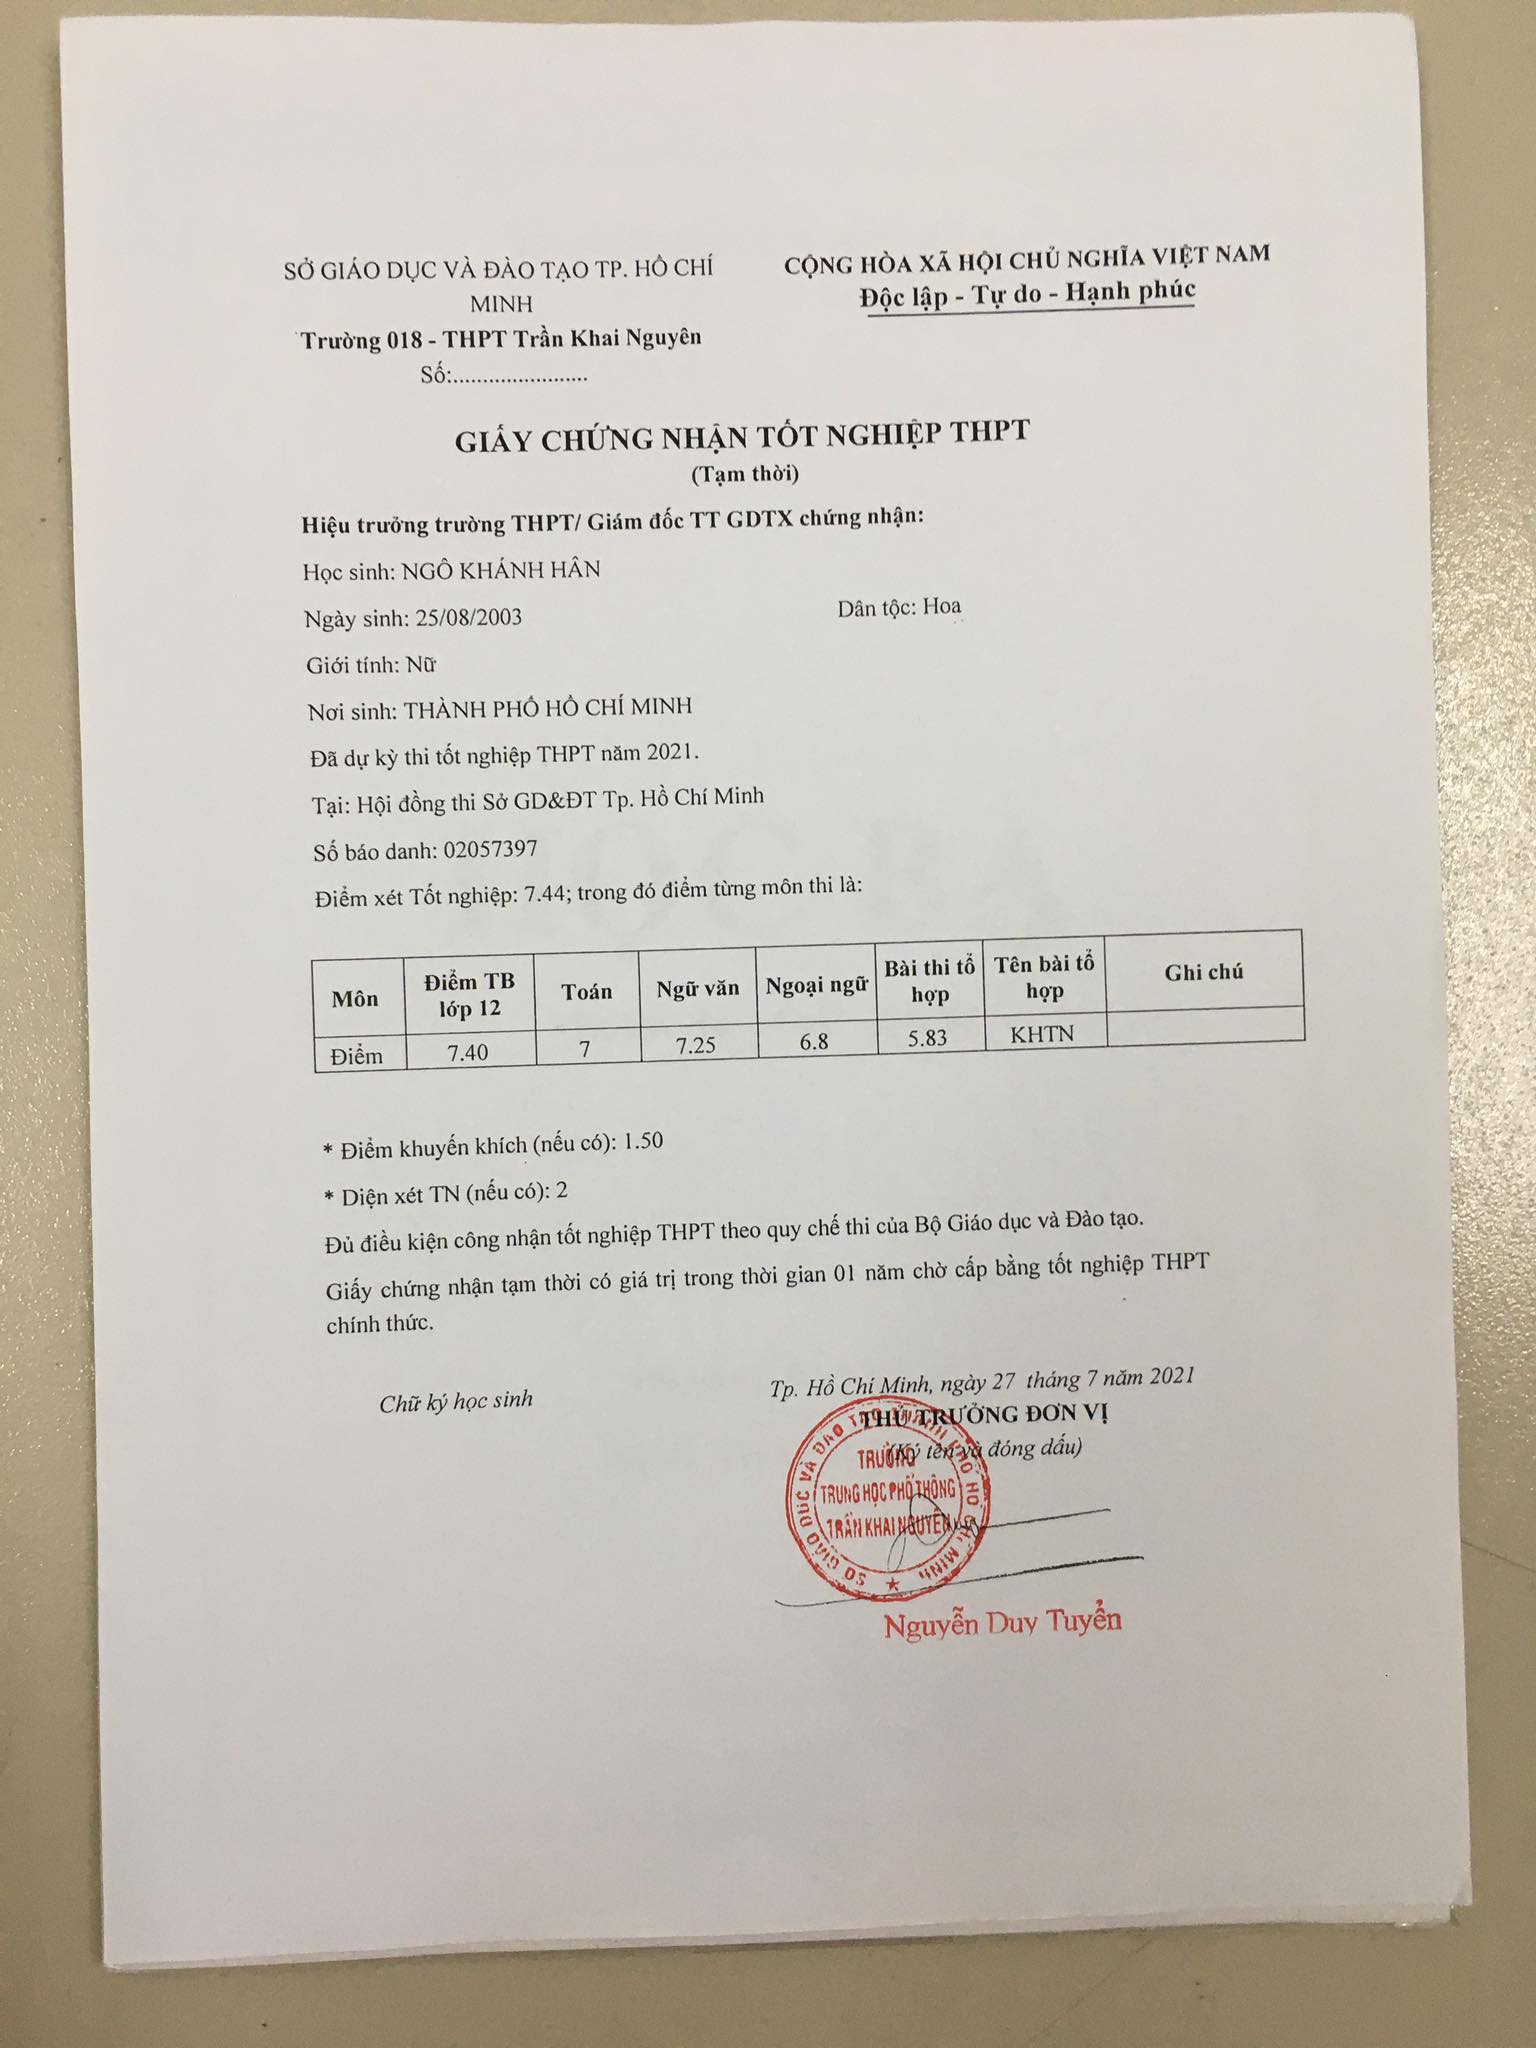 SỞ GIÁO DỤC VÀ ĐÀO TẠO TP. HỒ CHÍ
MINH
Trường 018 - THPT Trần Khai Nguyên
Số:.......................
CỘNG HÒA XÃ HỘI CHỦ NGHĨA VIỆT NAM
Độc lập - Tự do - Hạnh phúc
GIẤY CHỨNG NHẬN TỐT NGHIỆP THPT
(Tạm thời)
Hiệu trưởng trường THPT/ Giám đốc TT GDTX chứng nhận:
Học sinh: NGÔ KHÁNH HÂN
Ngày sinh: 25/08/2003 Dân tộc: Hoa
Giới tính: Nữ
Nơi sinh: THÀNH PHỐ HỒ CHÍ MINH
Đã dự kỳ thi tốt nghiệp THPT năm 2021.
Tại: Hội đồng thi Sở GD&ĐT Tp. Hồ Chí Minh
Số báo danh: 02057397
Điểm xét Tốt nghiệp: 7.44; trong đó điểm từng môn thi là:
Môn Điểm TB lớp 12 Toán Ngữ văn Ngoại ngữ Bài thi tổ hợp Tên bài tổ hợp Ghi chú
Điểm 7.40 7 7.25 6.8 5.83 KHTN
* Điểm khuyến khích (nếu có): 1.50
* Diện xét TN (nếu có): 2
Đủ điều kiện công nhận tốt nghiệp THPT theo quy chế thi của Bộ Giáo dục và Đào tạo.
Giấy chứng nhận tạm thời có giá trị trong thời gian 01 năm chờ cấp bằng tốt nghiệp THPT
chính thức.
Chữ ký học sinh
Tp. Hồ Chí Minh, ngày 27 tháng 7 năm 2021
THỦ TRƯỞNG ĐƠN VỊ
(Ký tên và đóng dấu)
SỞ GIÁO DỤC VÀ ĐÀO TẠO THÀNH PHỐ HỒ CHÍ MINH
TRƯỜNG
TRUNG HỌC PHỔ THÔNG
TRẦN KHAI NGUYÊN
Nguyễn Duy Tuyển